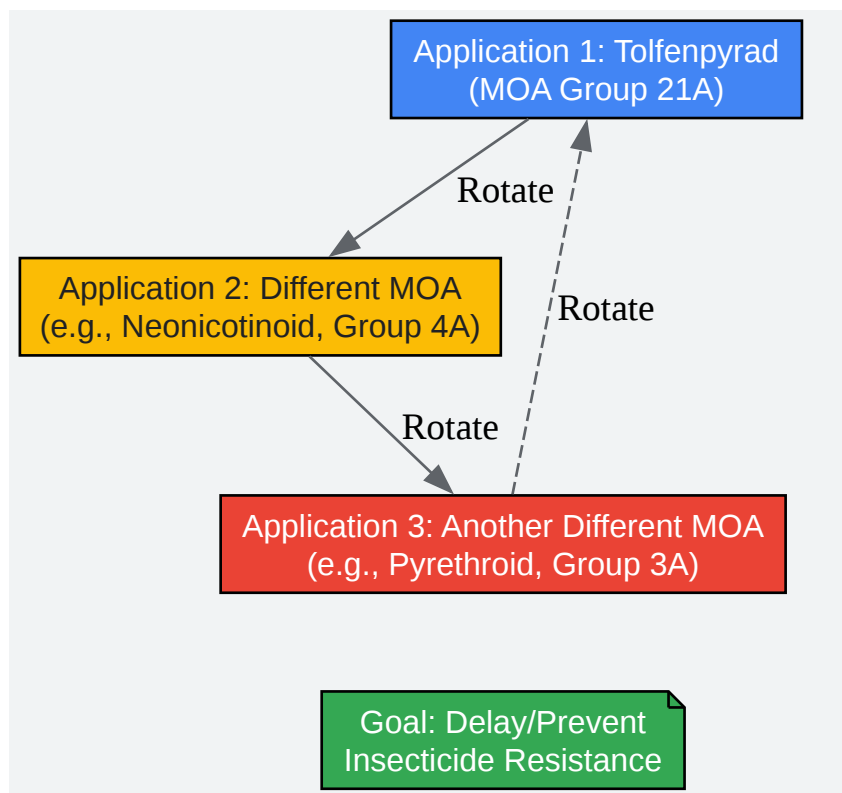 Application 1: Tolfenpyrad
(MOA Group 21A)
Rotate
Application 2: Different MOA
(e.g., Neonicotinoid, Group 4A)
Rotate
Rotate
Application 3: Another Different MOA
(e.g., Pyrethroid, Group 3A)
Goal: Delay/Prevent
Insecticide Resistance